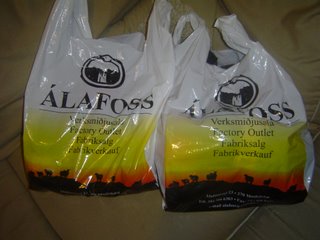 ÁLAFOSS
Verksmiðjusala
Factory Outlet
Fabriksalg
Fabrikverkauf
ÁLAFOSS
Verksmiðjusala
Factory Outlet
Fabriksalg
Fabrikverkauf